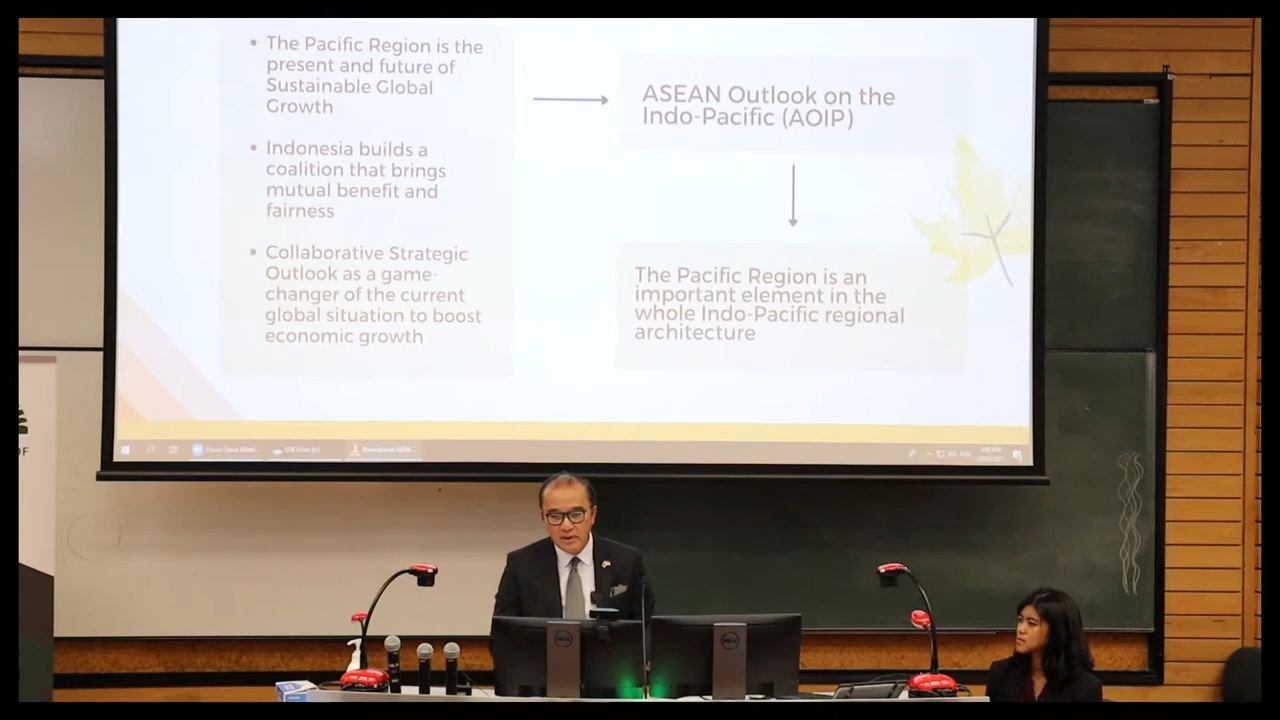 • The Pacific Region is the
present and future of
Sustainable Global
Growth
• Indonesia builds a
coalition that brings
mutual benefit and
fairness
• Collaborative Strategic
Outlook as a game-
changer of the current
global situation to boost
economic growth
ASEAN Outlook on the
Indo-Pacific (AOIP)
The Pacific Region is an
important element in the
whole Indo-Pacific regional
architecture
OF
DELL
DELL